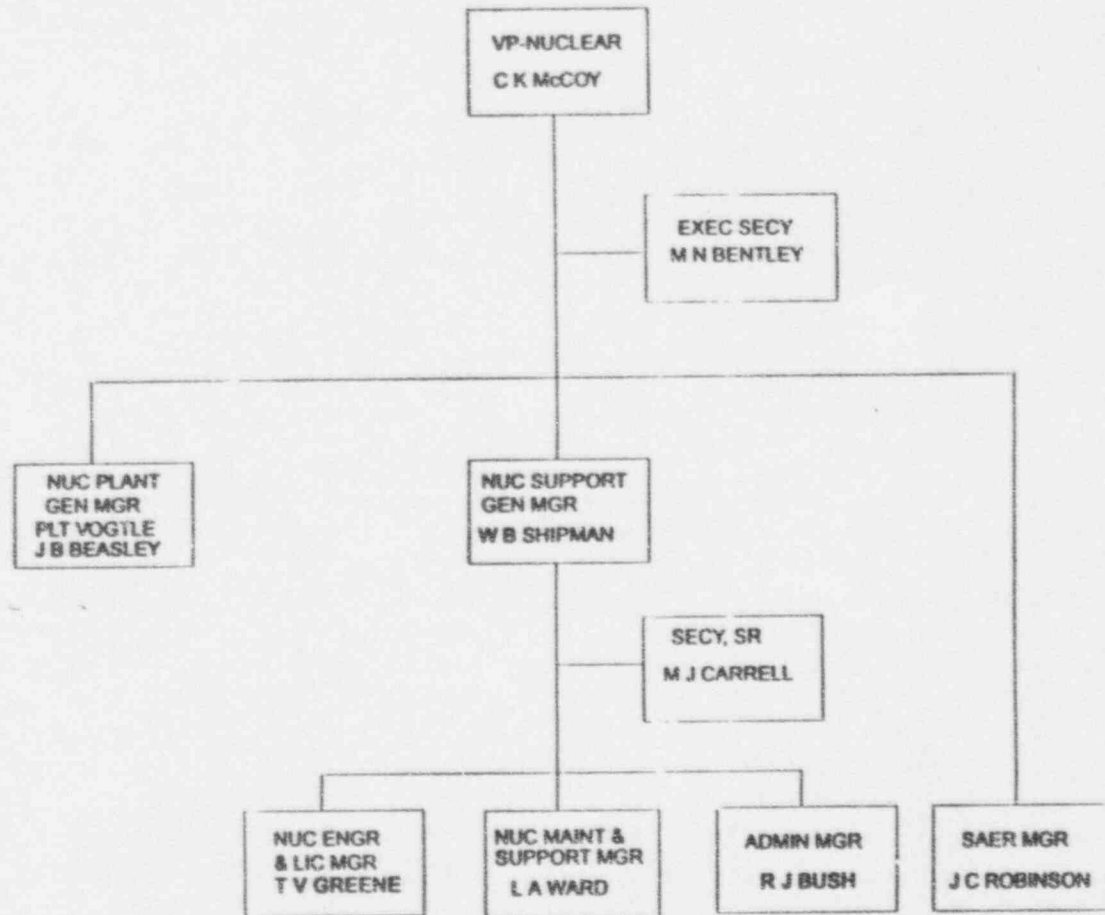 VP-NUCLEAR
C K McCOY
EXEC SECY
M N BENTLEY
NUC PLANT
GEN MGR
PLT VOGTLE
J B BEASLEY
NUC SUPPORT
GEN MGR
W B SHIPMAN
SECY, SR
M J CARRELL
NUC ENGR
& LIC MGR
T V GREENE
NUC MAINT &
SUPPORT MGR
L A WARD
ADMIN MGR
R J BUSH
SAER MGR
J C ROBINSON